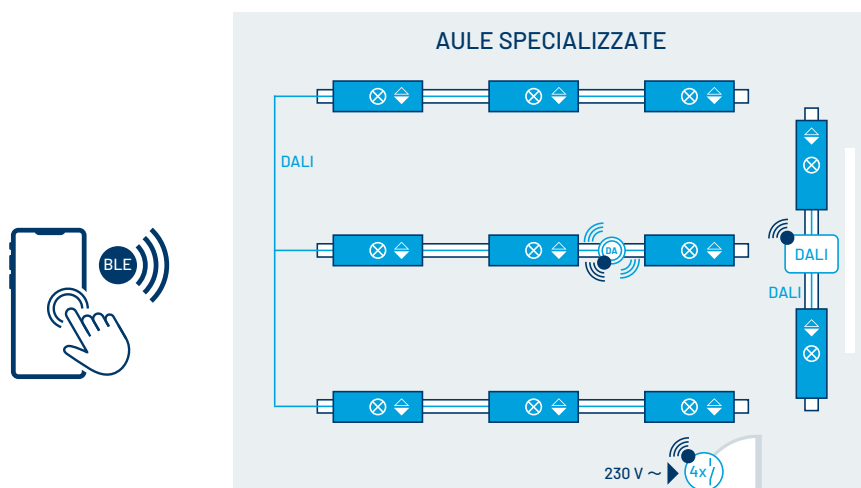 AULE SPECIALIZZATE
DALI
BLE
DA
DALI
DALI
230 V ~
4x